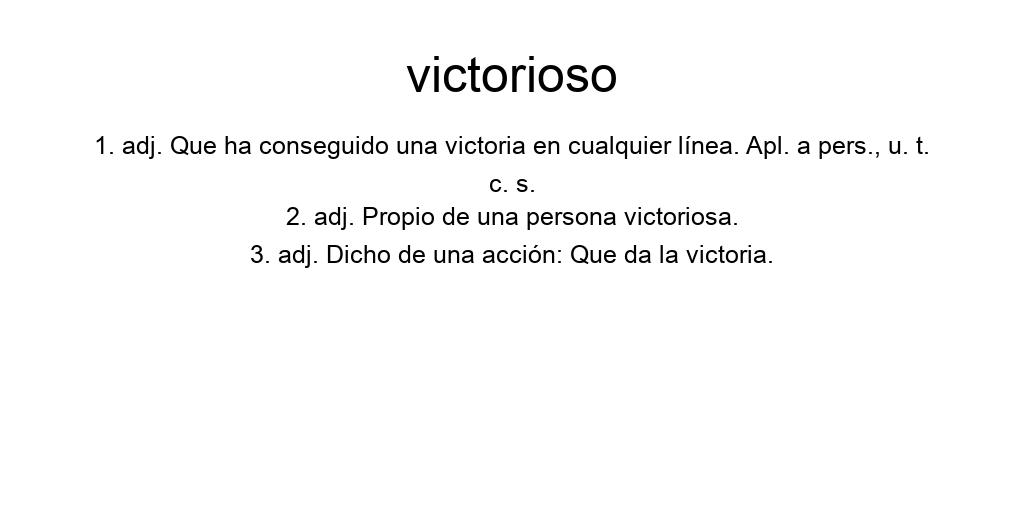 victorioso
1. adj. Que ha conseguido una victoria en cualquier línea. Apl. a pers., u. t.
c. s.
2. adj. Propio de una persona victoriosa.
3. adj. Dicho de una acción: Que da la victoria.